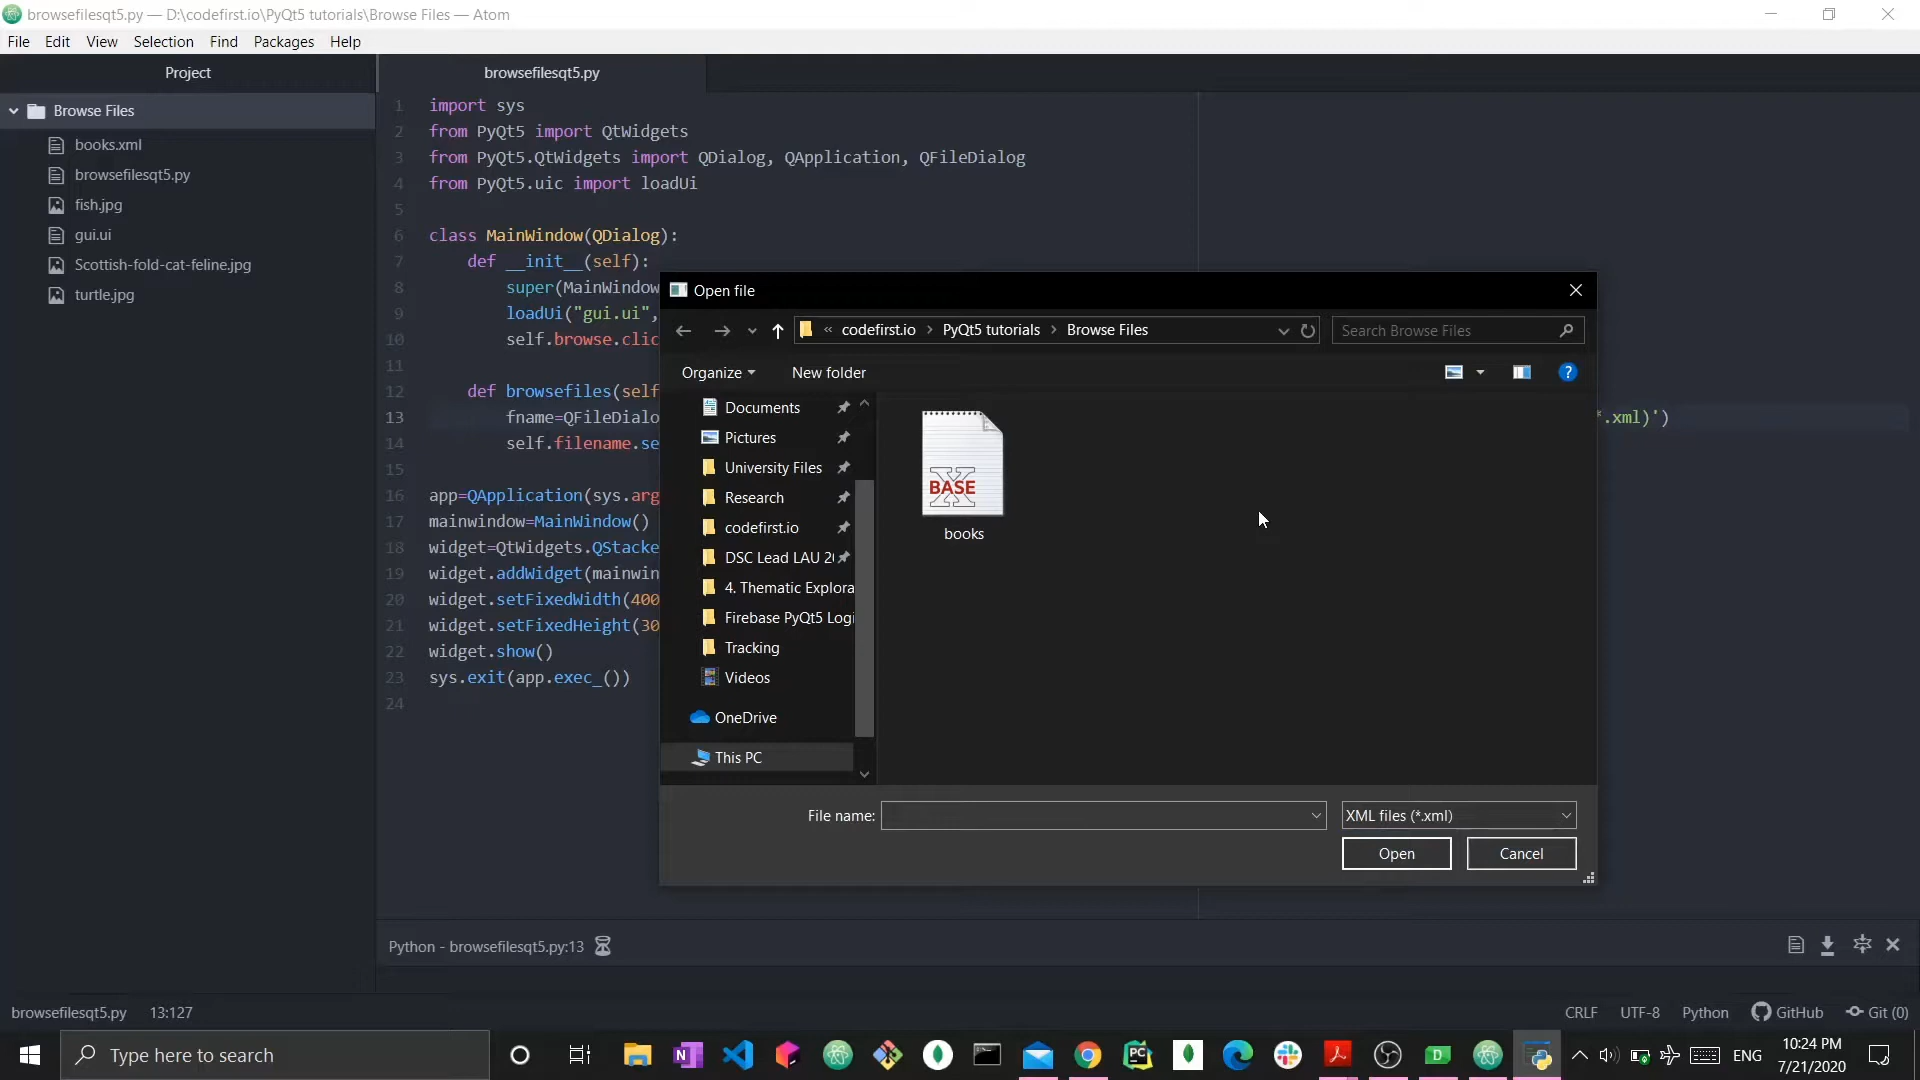 browsefilesqt5.py — D:\codefirst.io\PyQt5 tutorials\Browse Files — Atom
File Edit View Selection Find Packages Help
Project
browsefilesqt5.py
Browse Files
books.xml
browsefilesqt5.py
fish.jpg
gui.ui
Scottish-fold-cat-feline.jpg
turtle.jpg
1 import sys
2 from PyQt5 import QtWidgets
3 from PyQt5.QtWidgets import QDialog, QApplication, QFileDialog
4 from PyQt5.uic import loadUi
5
6 class MainWindow(QDialog):
7 def __init__(self):
8 super(MainWindow
9 loadUi("gui.ui",
10 self.browse.clic
11
12 def browsefiles(self
13 fname=QFileDialo *.xml)')
14 self.filename.se
15
16 app=QApplication(sys.arg
17 mainwindow=MainWindow()
18 widget=QtWidgets.QStacke
19 widget.addWidget(mainwin
20 widget.setFixedWidth(400
21 widget.setFixedHeight(30
22 widget.show()
23 sys.exit(app.exec_())
24
Open file
« codefirst.io > PyQt5 tutorials > Browse Files
Search Browse Files
Organize New folder
?
Documents
Pictures
University Files
Research
codefirst.io
DSC Lead LAU 2
4. Thematic Explora
Firebase PyQt5 Logi
Tracking
Videos
OneDrive
This PC
BASE
books
File name:
XML files (*.xml)
Open Cancel
Python - browsefilesqt5.py:13
browsefilesqt5.py 13:127
CRLF UTF-8 Python GitHub Git (0)
Type here to search
ENG
10:24 PM
7/21/2020